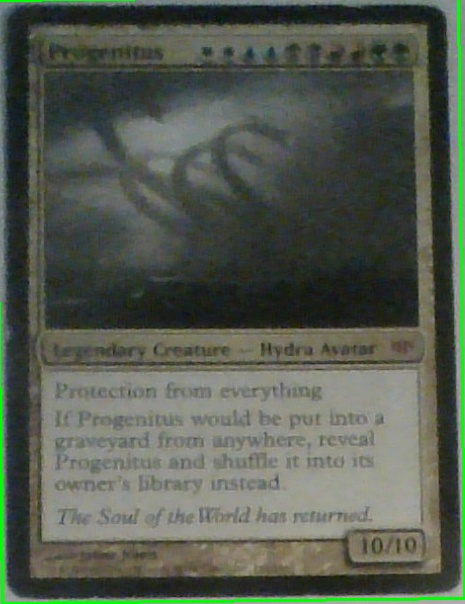 Progenitus
Legendary Creature — Hydra Avatar
Protection from everything
If Progenitus would be put into a
graveyard from anywhere, reveal
Progenitus and shuffle it into its
owner's library instead.
The Soul of the World has returned.
10/10